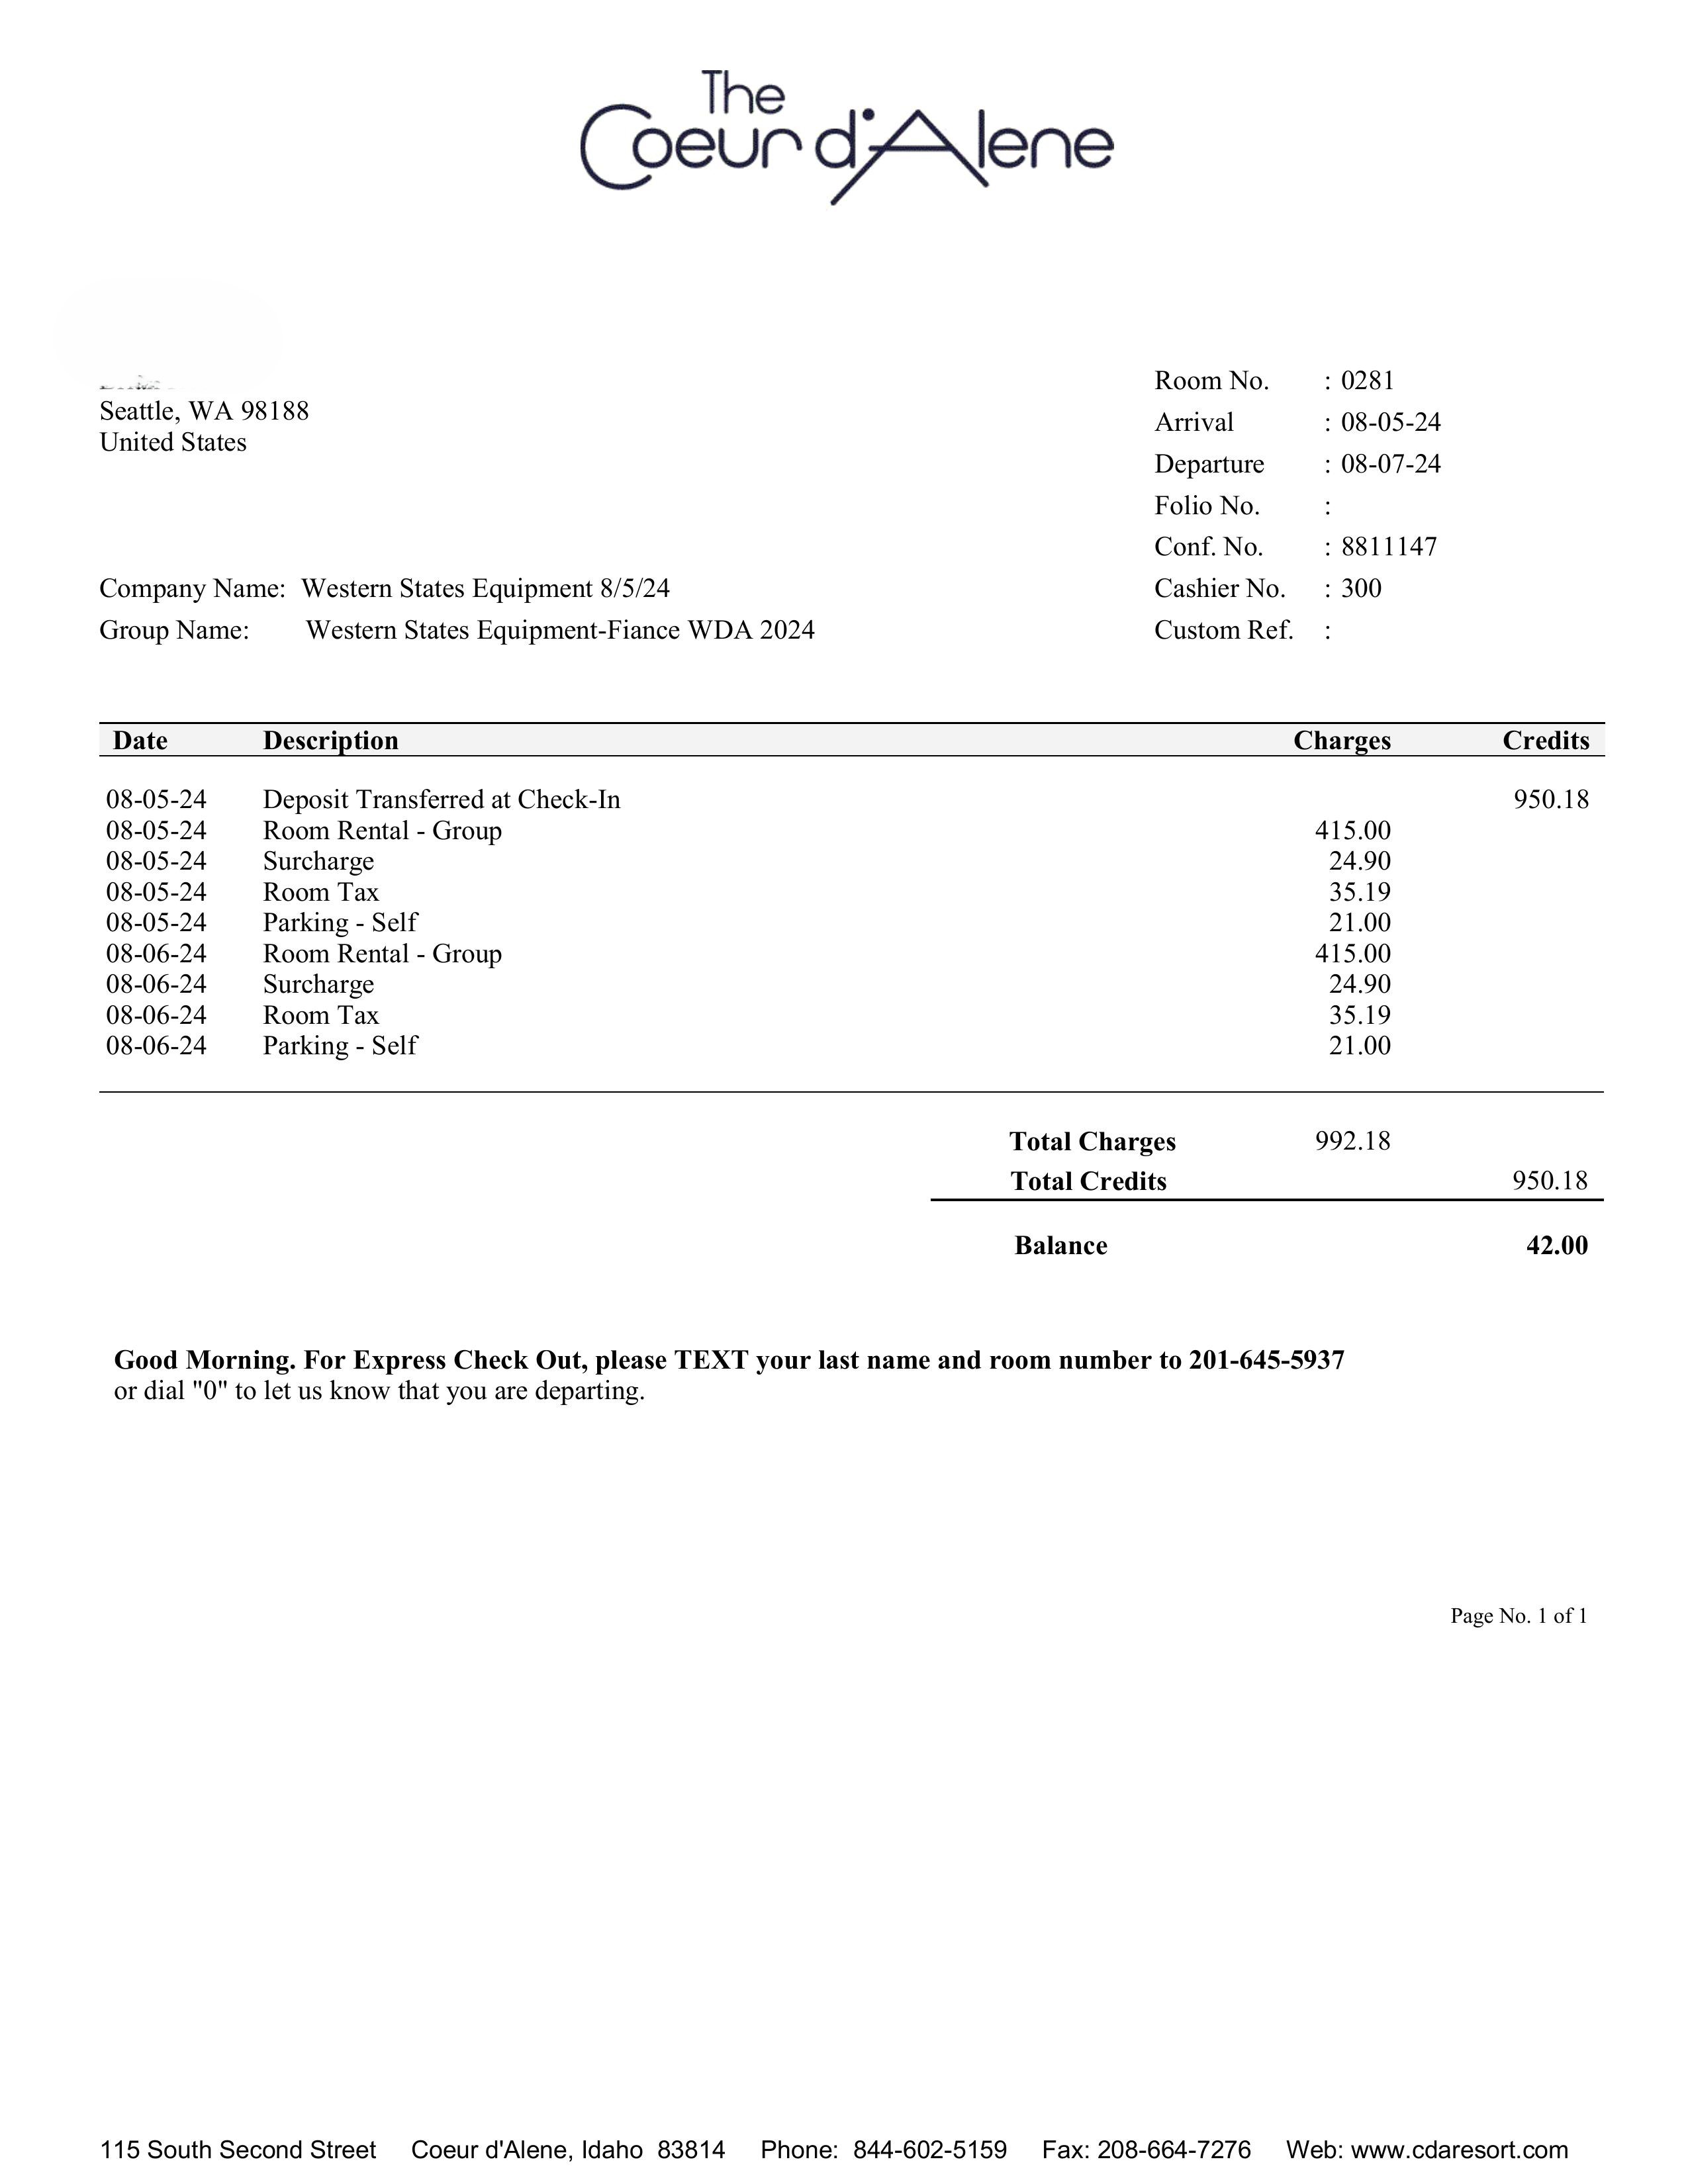 The
Coeur d'Alene
Seattle, WA 98188
United States
Room No. : 0281
Arrival : 08-05-24
Departure : 08-07-24
Folio No. :
Conf. No. : 8811147
Company Name: Western States Equipment 8/5/24
Cashier No. : 300
Group Name: Western States Equipment-Fiance WDA 2024
Custom Ref. :
Date Description Charges Credits
08-05-24 Deposit Transferred at Check-In 950.18
08-05-24 Room Rental - Group 415.00
08-05-24 Surcharge 24.90
08-05-24 Room Tax 35.19
08-05-24 Parking - Self 21.00
08-06-24 Room Rental - Group 415.00
08-06-24 Surcharge 24.90
08-06-24 Room Tax 35.19
08-06-24 Parking - Self 21.00
Total Charges 992.18
Total Credits 950.18
Balance 42.00
Good Morning. For Express Check Out, please TEXT your last name and room number to 201-645-5937
or dial "0" to let us know that you are departing.
Page No. 1 of 1
115 South Second Street Coeur d'Alene, Idaho 83814 Phone: 844-602-5159 Fax: 208-664-7276 Web: www.cdaresort.com